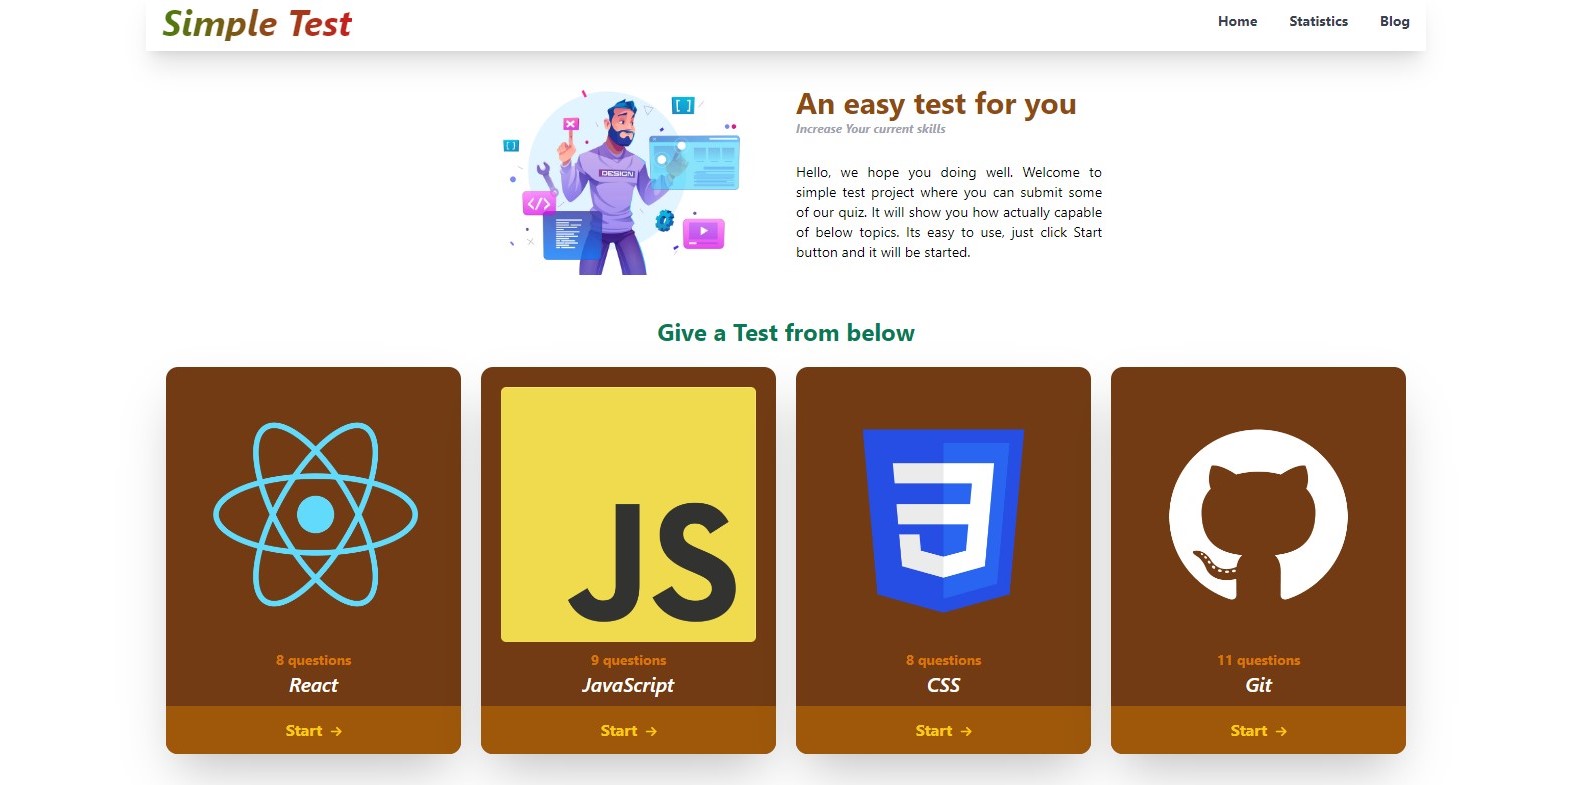 Simple Test
Home Statistics Blog
[ ]
[ ]
DESIGN
</>
An easy test for you
Increase Your current skills
Hello, we hope you doing well. Welcome to
simple test project where you can submit some
of our quiz. It will show you how actually capable
of below topics. Its easy to use, just click Start
button and it will be started.
Give a Test from below
JS
8 questions
React
Start →
9 questions
JavaScript
Start →
8 questions
CSS
Start →
11 questions
Git
Start →